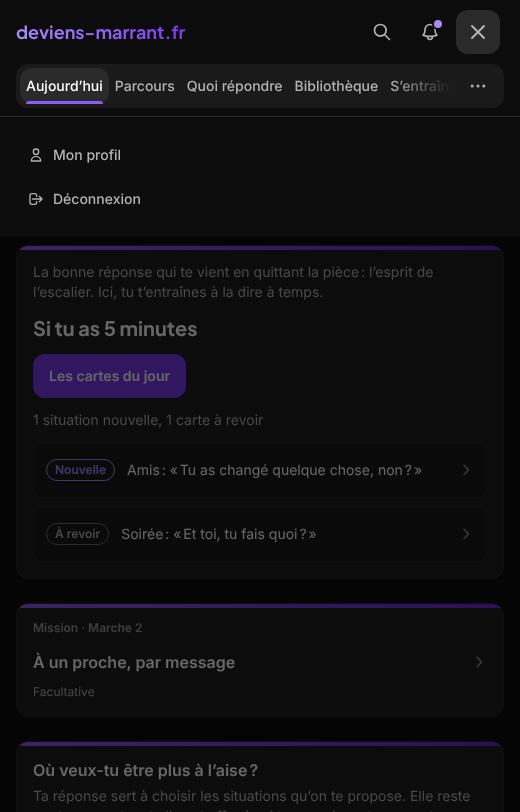 deviens-marrant.fr
Aujourd’hui Parcours Quoi répondre Bibliothèque S’entraîn
Mon profil
Déconnexion
La bonne réponse qui te vient en quittant la pièce : l’esprit de
l’escalier. Ici, tu t’entraînes à la dire à temps.
Si tu as 5 minutes
Les cartes du jour
1 situation nouvelle, 1 carte à revoir
Nouvelle Amis : « Tu as changé quelque chose, non ? »
À revoir Soirée : « Et toi, tu fais quoi ? »
Mission · Marche 2
À un proche, par message
Facultative
Où veux-tu être plus à l’aise ?
Ta réponse sert à choisir les situations qu’on te propose. Elle reste